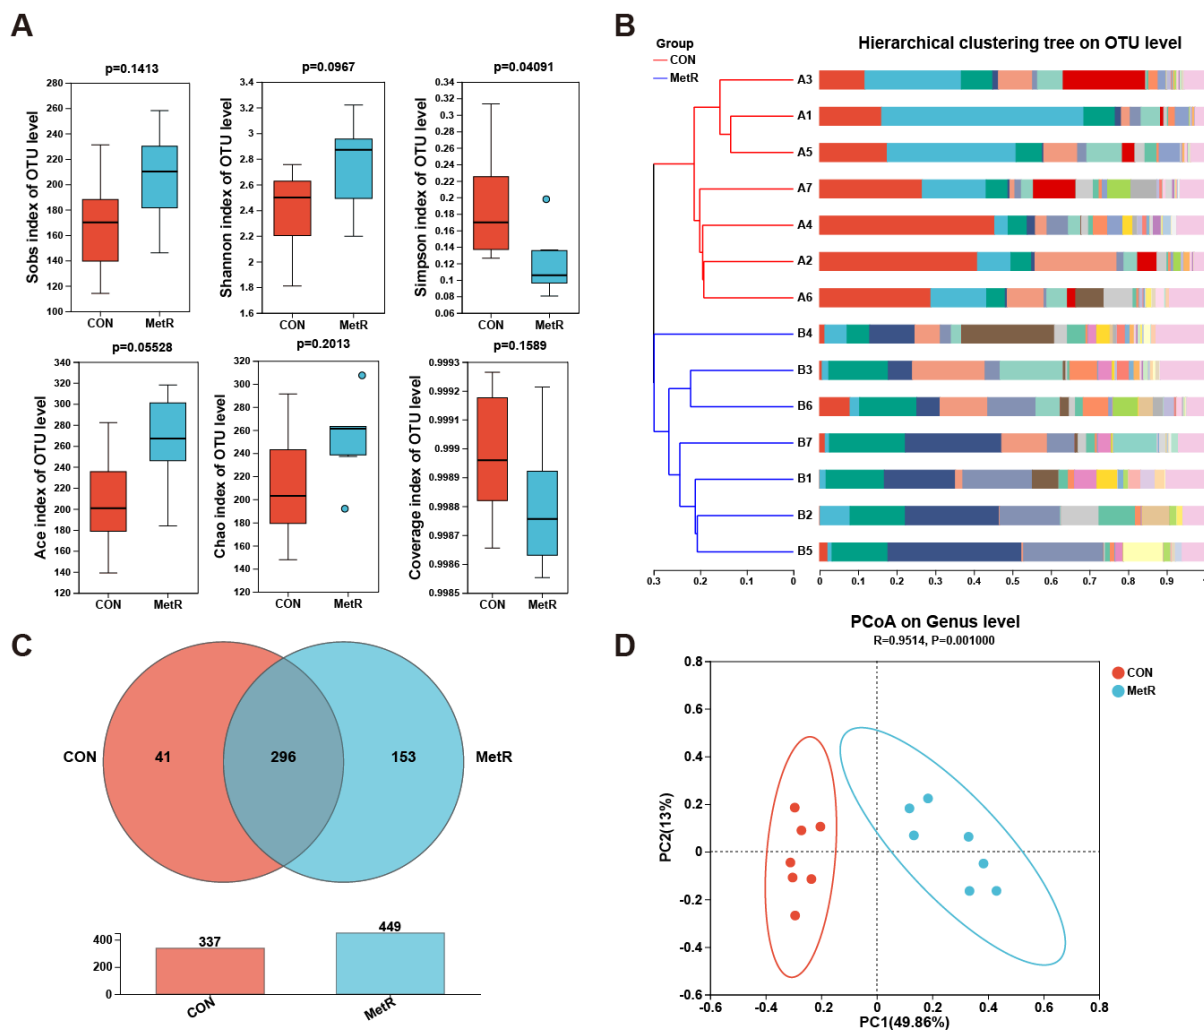 A
p=0.1413
Sobs index of OTU level
280
260
240
220
200
180
160
140
120
100
CON
MetR
p=0.0967
Shannon index of OTU level
3.4
3.2
3
2.8
2.6
2.4
2.2
2
1.8
1.6
CON
MetR
p=0.04091
Simpson index of OTU level
0.34
0.32
0.3
0.28
0.26
0.24
0.22
0.2
0.18
0.16
0.14
0.12
0.1
0.08
0.06
CON
MetR
p=0.05528
Ace index of OTU level
340
320
300
280
260
240
220
200
180
160
140
120
CON
MetR
p=0.2013
Chao index of OTU level
320
300
280
260
240
220
200
180
160
140
120
CON
MetR
p=0.1589
Coverage index of OTU level
0.9993
0.9992
0.9991
0.999
0.9989
0.9988
0.9987
0.9986
0.9985
CON
MetR
B
Group
CON
MetR
Hierarchical clustering tree on OTU level
A3
A1
A5
A7
A4
A2
A6
B4
B3
B6
B7
B1
B2
B5
0.3 0.2 0.1 0
0 0.1 0.2 0.3 0.4 0.5 0.6 0.7 0.8 0.9
C
CON
41
296
153
MetR
400
200
0
337
449
CON
MetR
D
PCoA on Genus level
R=0.9514, P=0.001000
CON
MetR
PC2(13%)
0.8
0.6
0.4
0.2
0
-0.2
-0.4
-0.6
-0.6 -0.4 -0.2 0 0.2 0.4 0.6 0.8
PC1(49.86%)